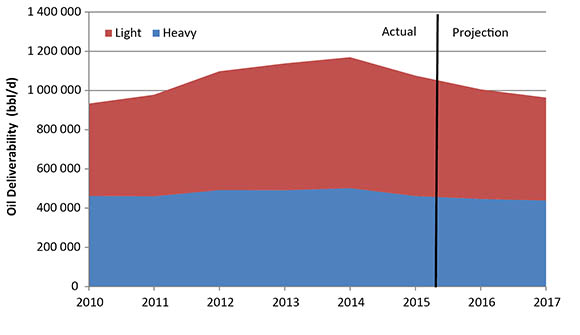 1 400 000
Light Heavy Actual Projection
1 200 000
1 000 000
800 000
600 000
400 000
200 000
0
Oil Deliverability (bbl/d)
2010 2011 2012 2013 2014 2015 2016 2017